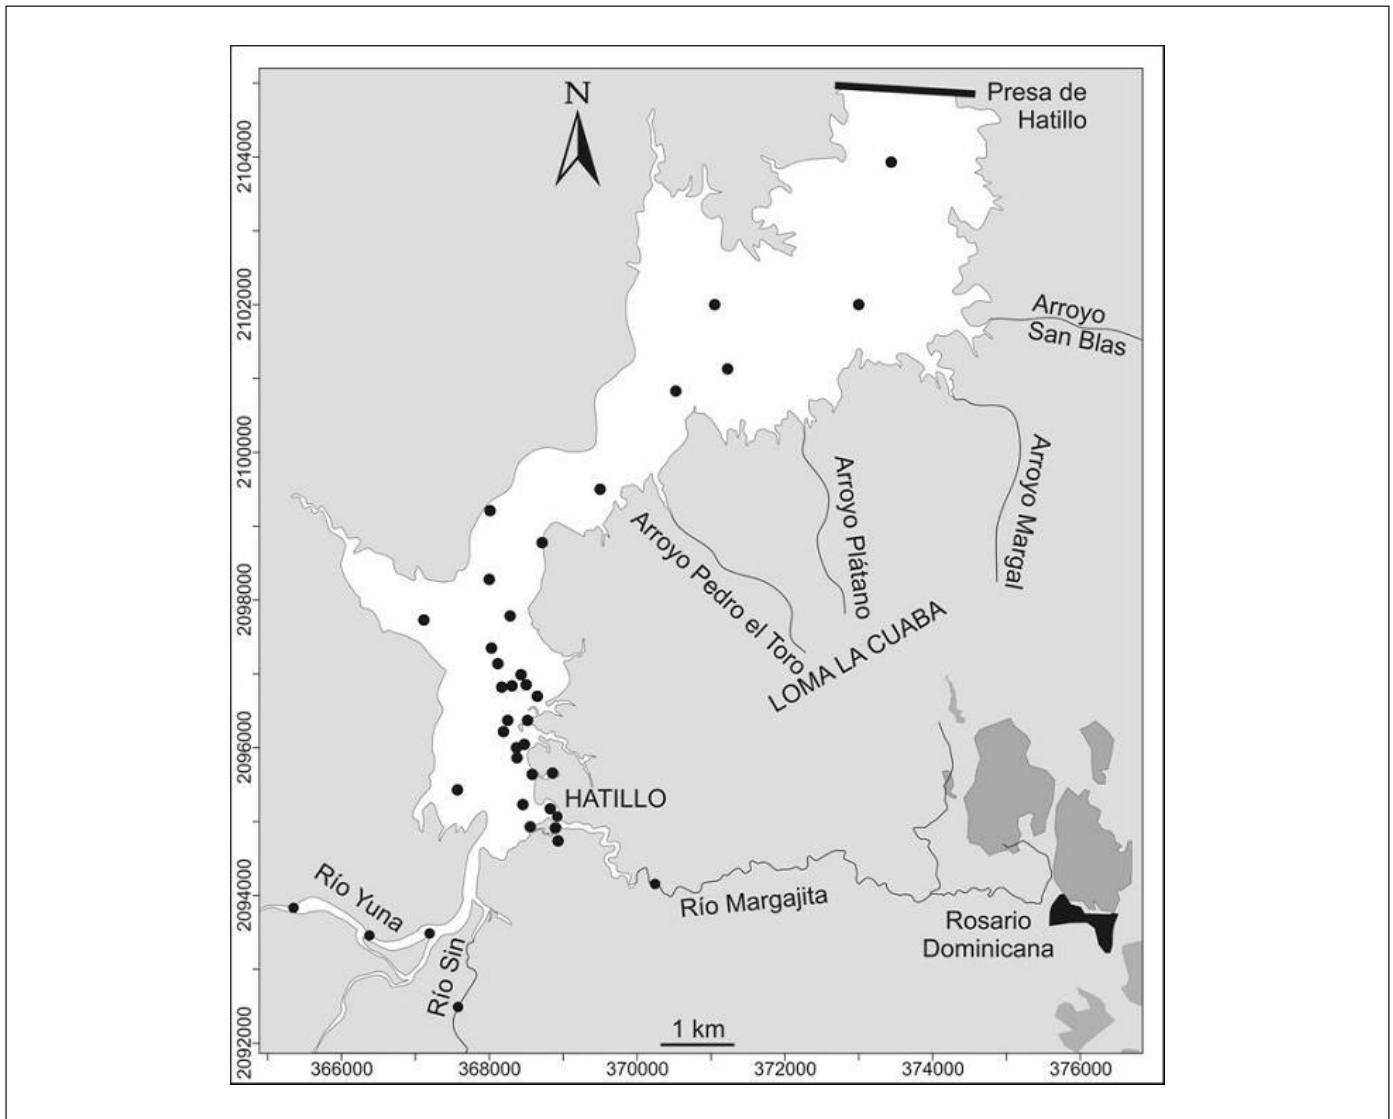 N
Presa de
Hatillo
2104000
2102000
2100000
2098000
2096000
2094000
2092000
Arroyo
San Blas
Arroyo Margal
Arroyo Plátano
Arroyo Pedro el Toro
LOMA LA CUABA
HATILLO
Río Yuna
Río Sin
Río Margajita
Rosario
Dominicana
1 km
366000
368000
370000
372000
374000
376000